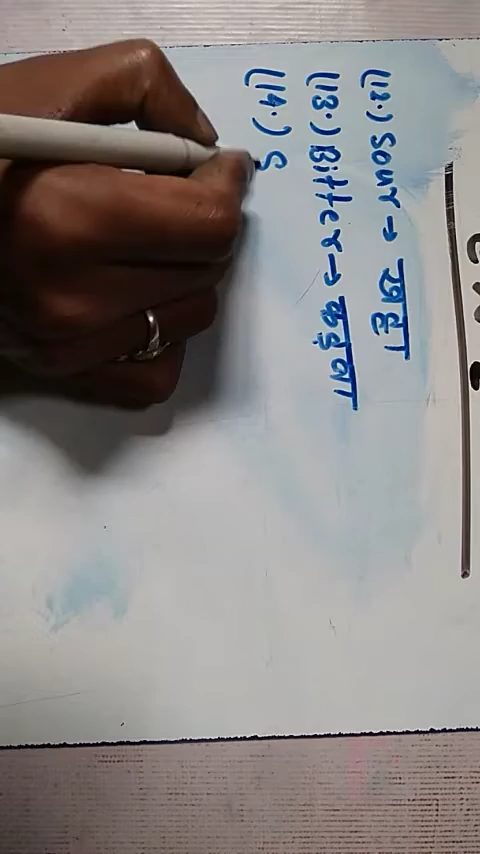 (12.) Sour → खट्टा
(13.) Bitter → कड़वा
(14.) S